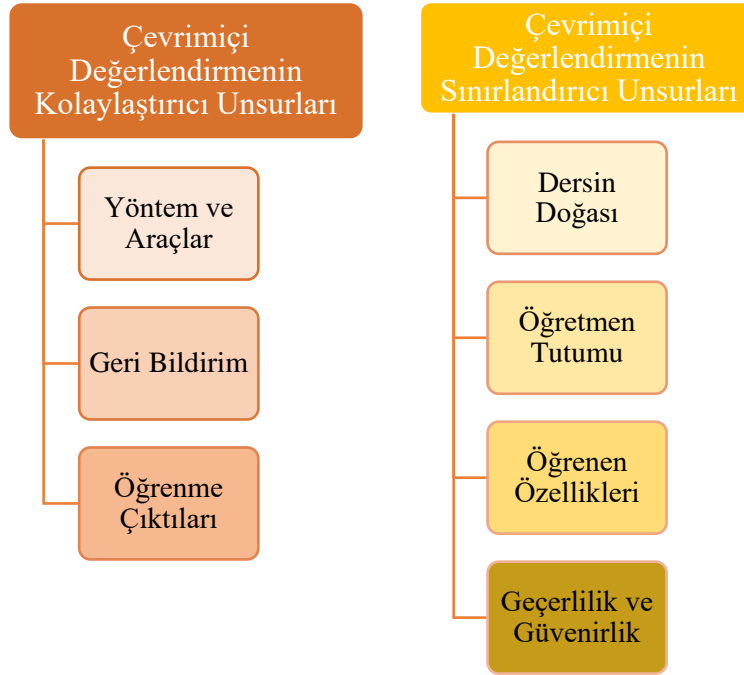 Çevrimiçi
Değerlendirmenin
Kolaylaştırıcı Unsurları
Yöntem ve
Araçlar
Geri Bildirim
Öğrenme
Çıktıları
Çevrimiçi
Değerlendirmenin
Sınırlandırıcı Unsurları
Dersin
Doğası
Öğretmen
Tutumu
Öğrenen
Özellikleri
Geçerlilik ve
Güvenirlik